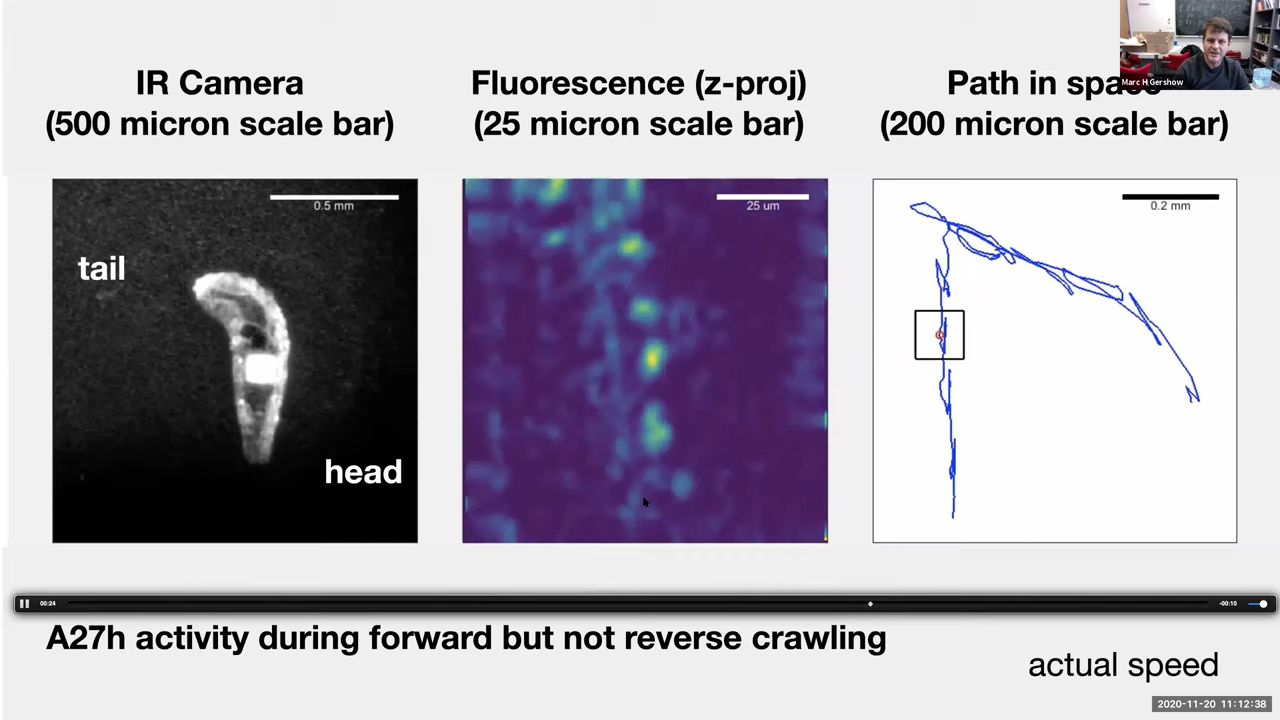 IR Camera
(500 micron scale bar)
Fluorescence (z-proj)
(25 micron scale bar)
Path in space
(200 micron scale bar)
Marc H Gershow
0.5 mm
tail
head
25 um
0.2 mm
00:24
-00:10
A27h activity during forward but not reverse crawling
actual speed
2020-11-20 11:12:38